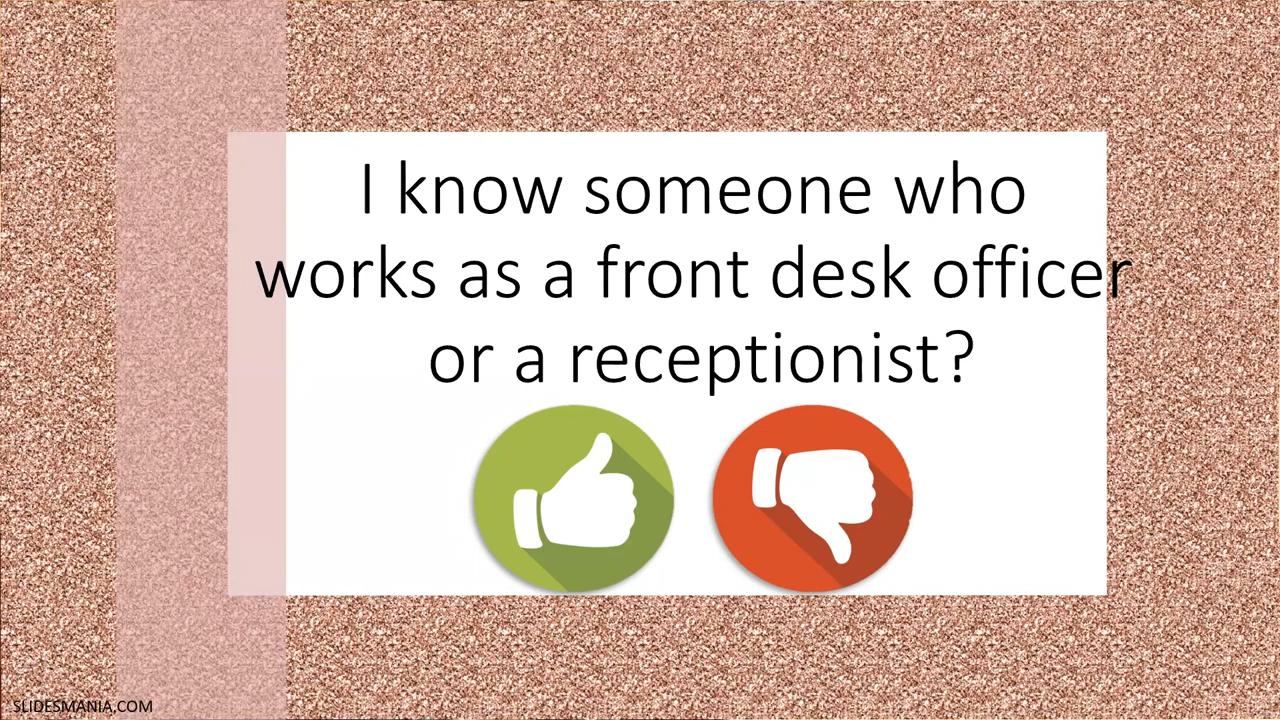 I know someone who
works as a front desk officer
or a receptionist?
SLIDESMANIA.COM